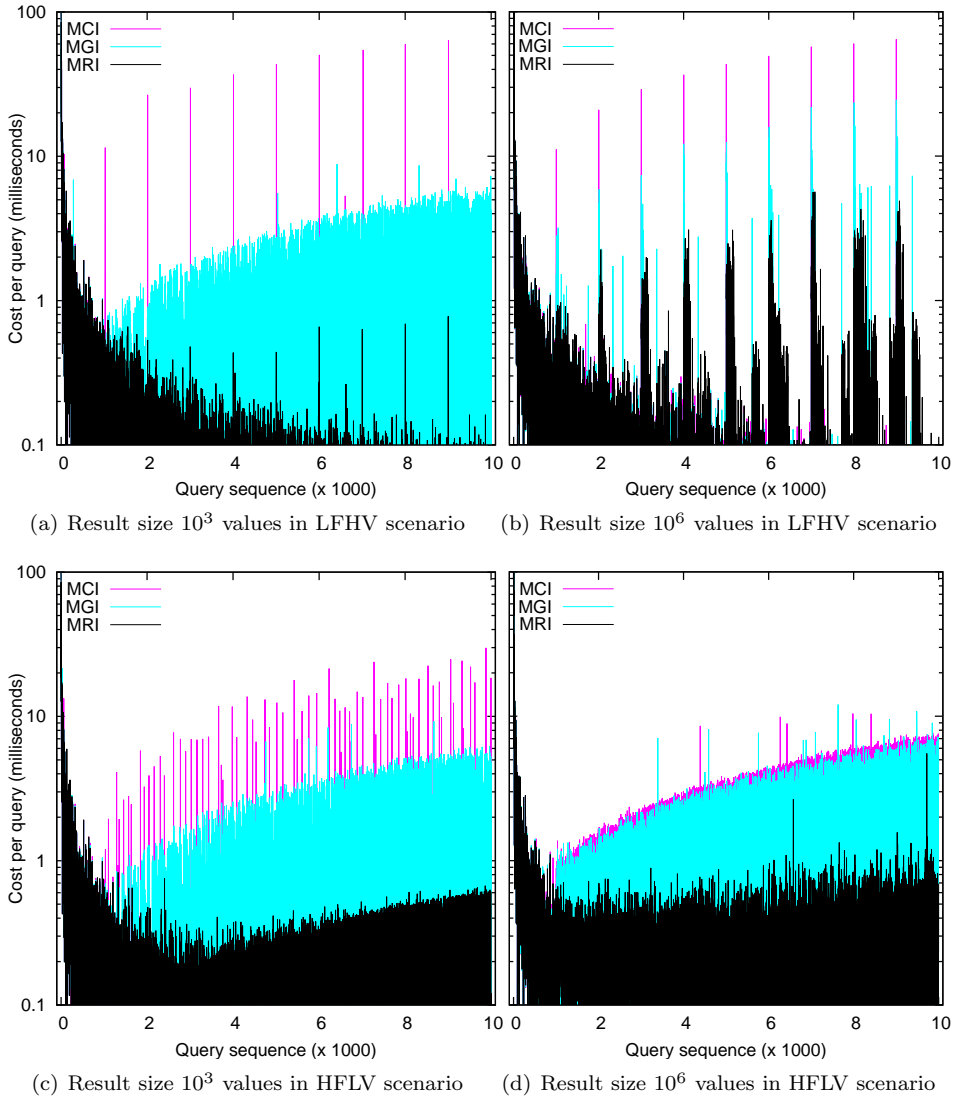 100
10
1
0.1
Cost per query (milliseconds)
MCI
MGI
MRI
0 2 4 6 8 10
Query sequence (x 1000)
(a) Result size 10³ values in LFHV scenario
MCI
MGI
MRI
0 2 4 6 8 10
Query sequence (x 1000)
(b) Result size 10⁶ values in LFHV scenario
100
10
1
0.1
Cost per query (milliseconds)
MCI
MGI
MRI
0 2 4 6 8 10
Query sequence (x 1000)
(c) Result size 10³ values in HFLV scenario
MCI
MGI
MRI
0 2 4 6 8 10
Query sequence (x 1000)
(d) Result size 10⁶ values in HFLV scenario